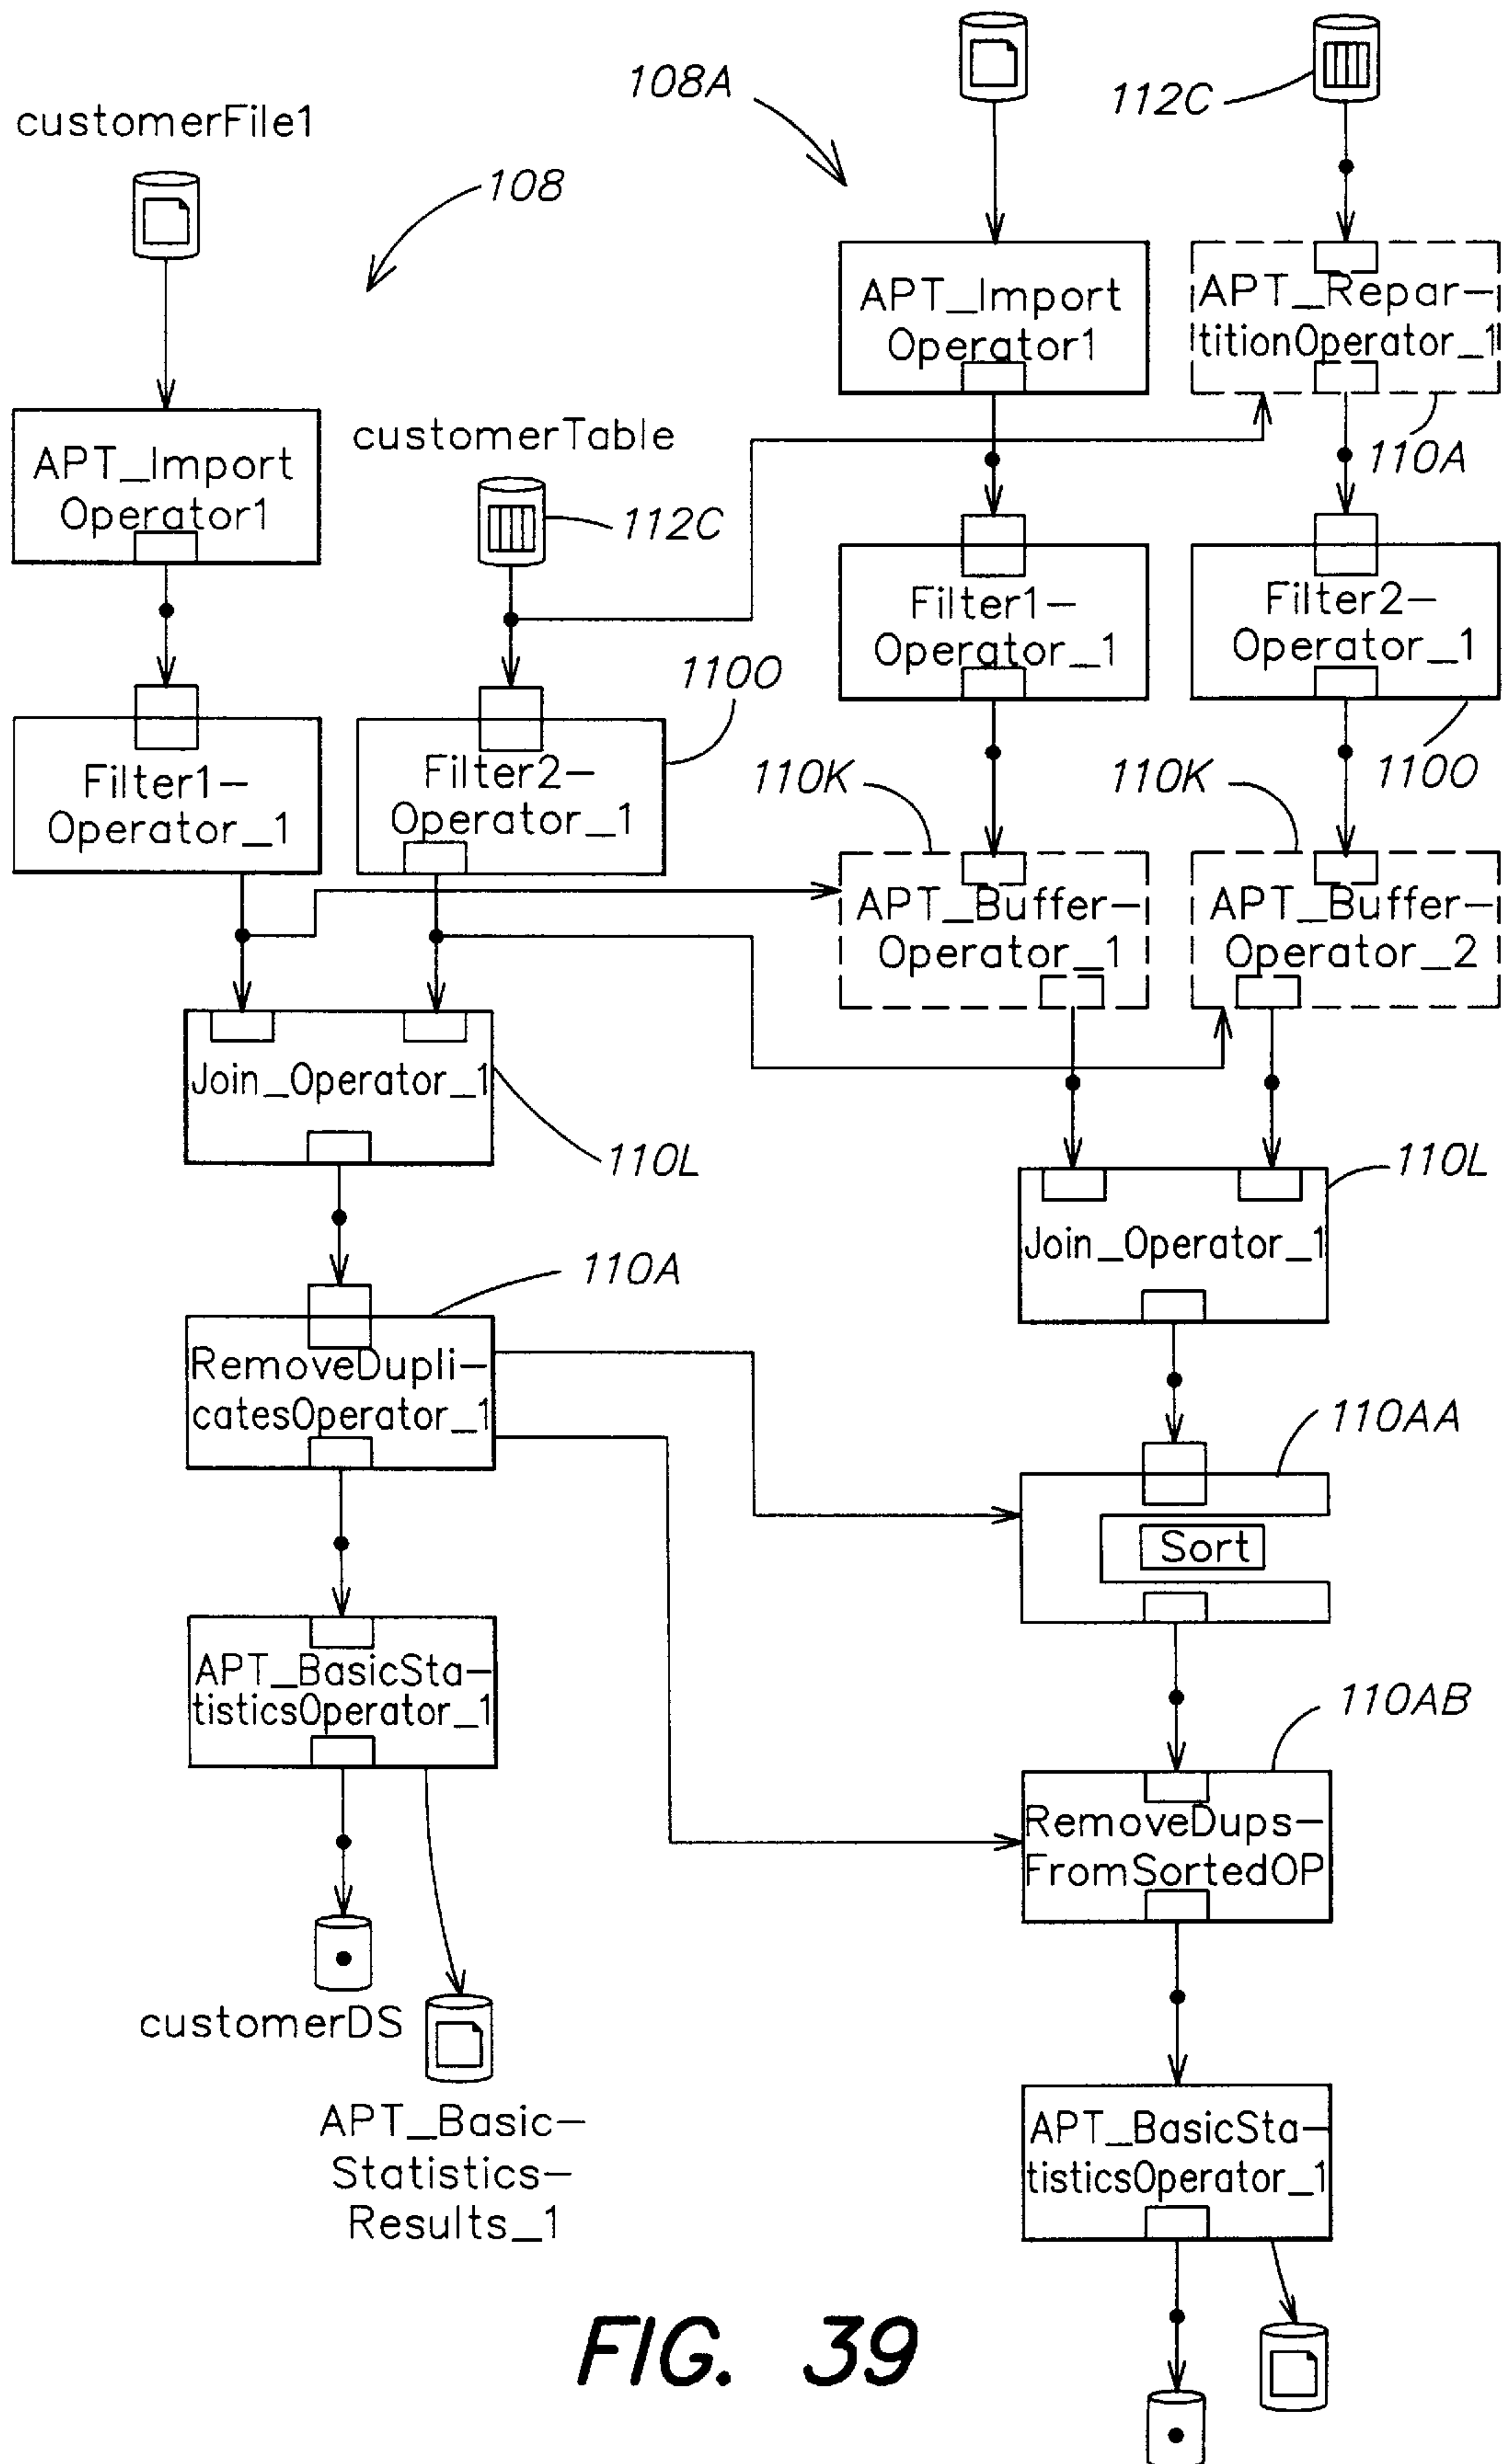 customerFile1
108
108A
112C
APT_Import
Operator1
APT_Repar-
titionOperator_1
110A
customerTable
112C
APT_Import
Operator1
Filter1-
Operator_1
Filter2-
Operator_1
1100
Filter1-
Operator_1
Filter2-
Operator_1
1100
110K
110K
APT_Buffer-
Operator_1
APT_Buffer-
Operator_2
Join_Operator_1
110L
110L
Join_Operator_1
110A
RemoveDupli-
catesOperator_1
110AA
Sort
APT_BasicSta-
tisticsOperator_1
110AB
RemoveDups-
FromSortedOP
customerDS
APT_Basic-
Statistics-
Results_1
APT_BasicSta-
tisticsOperator_1
FIG. 39